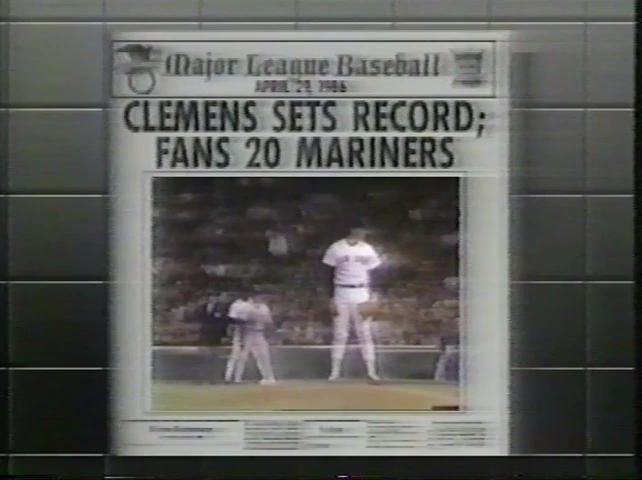 Major League Baseball
APRIL 29, 1986
CLEMENS SETS RECORD;
FANS 20 MARINERS